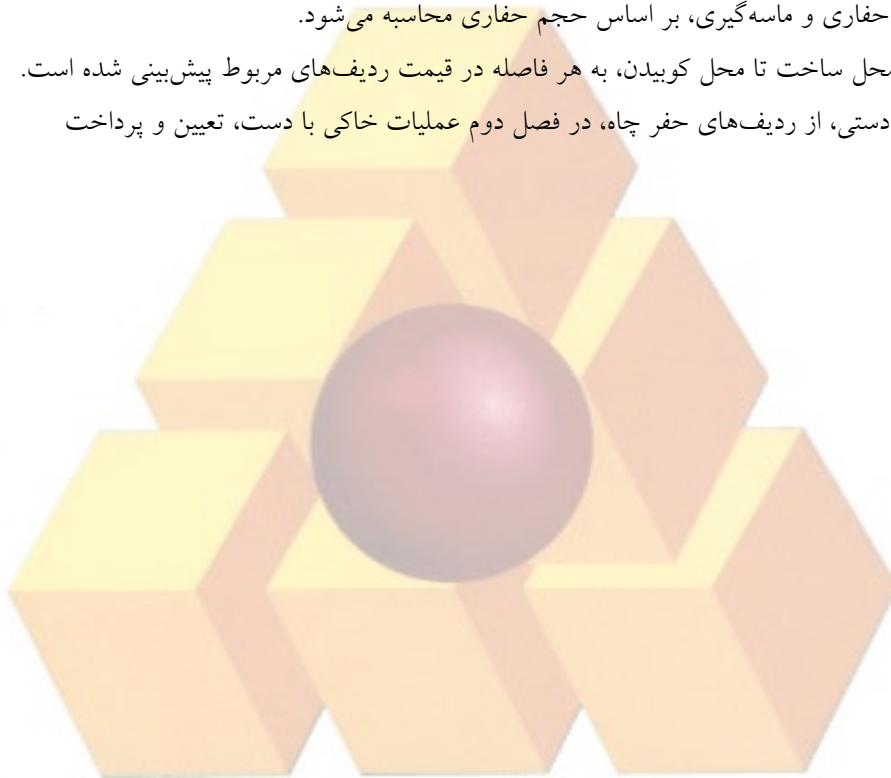 حفاری و ماسه‌گیری، بر اساس حجم حفاری محاسبه می‌شود.
محل ساخت تا محل کوبیدن، به هر فاصله در قیمت ردیف‌های مربوط پیش‌بینی شده است.
دستی، از ردیف‌های حفر چاه، در فصل دوم عملیات خاکی با دست، تعیین و پرداخت